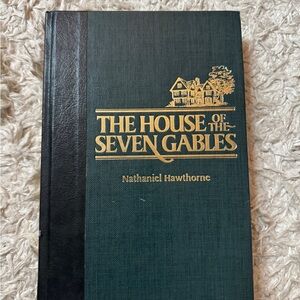 THE HOUSE OF THE
SEVEN GABLES
Nathaniel Hawthorne